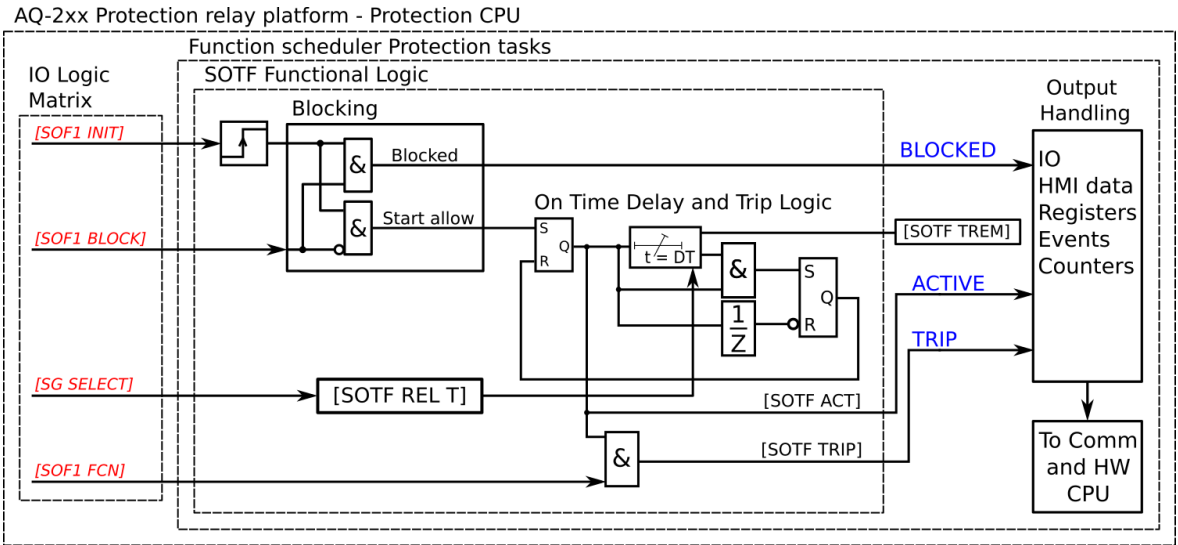 AQ-2xx Protection relay platform - Protection CPU
Function scheduler Protection tasks
IO Logic
Matrix
SOTF Functional Logic
Output
Handling
Blocking
[SOF1 INIT]
&
Blocked
BLOCKED
IO
HMI data
Registers
Events
Counters
[SOF1 BLOCK]
&
Start allow
On Time Delay and Trip Logic
S
Q
R
t = DT
[SOTF TREM]
&
S
Q
R
1
Z
ACTIVE
TRIP
[SG SELECT]
[SOTF REL T]
[SOTF ACT]
[SOF1 FCN]
&
[SOTF TRIP]
To Comm
and HW
CPU